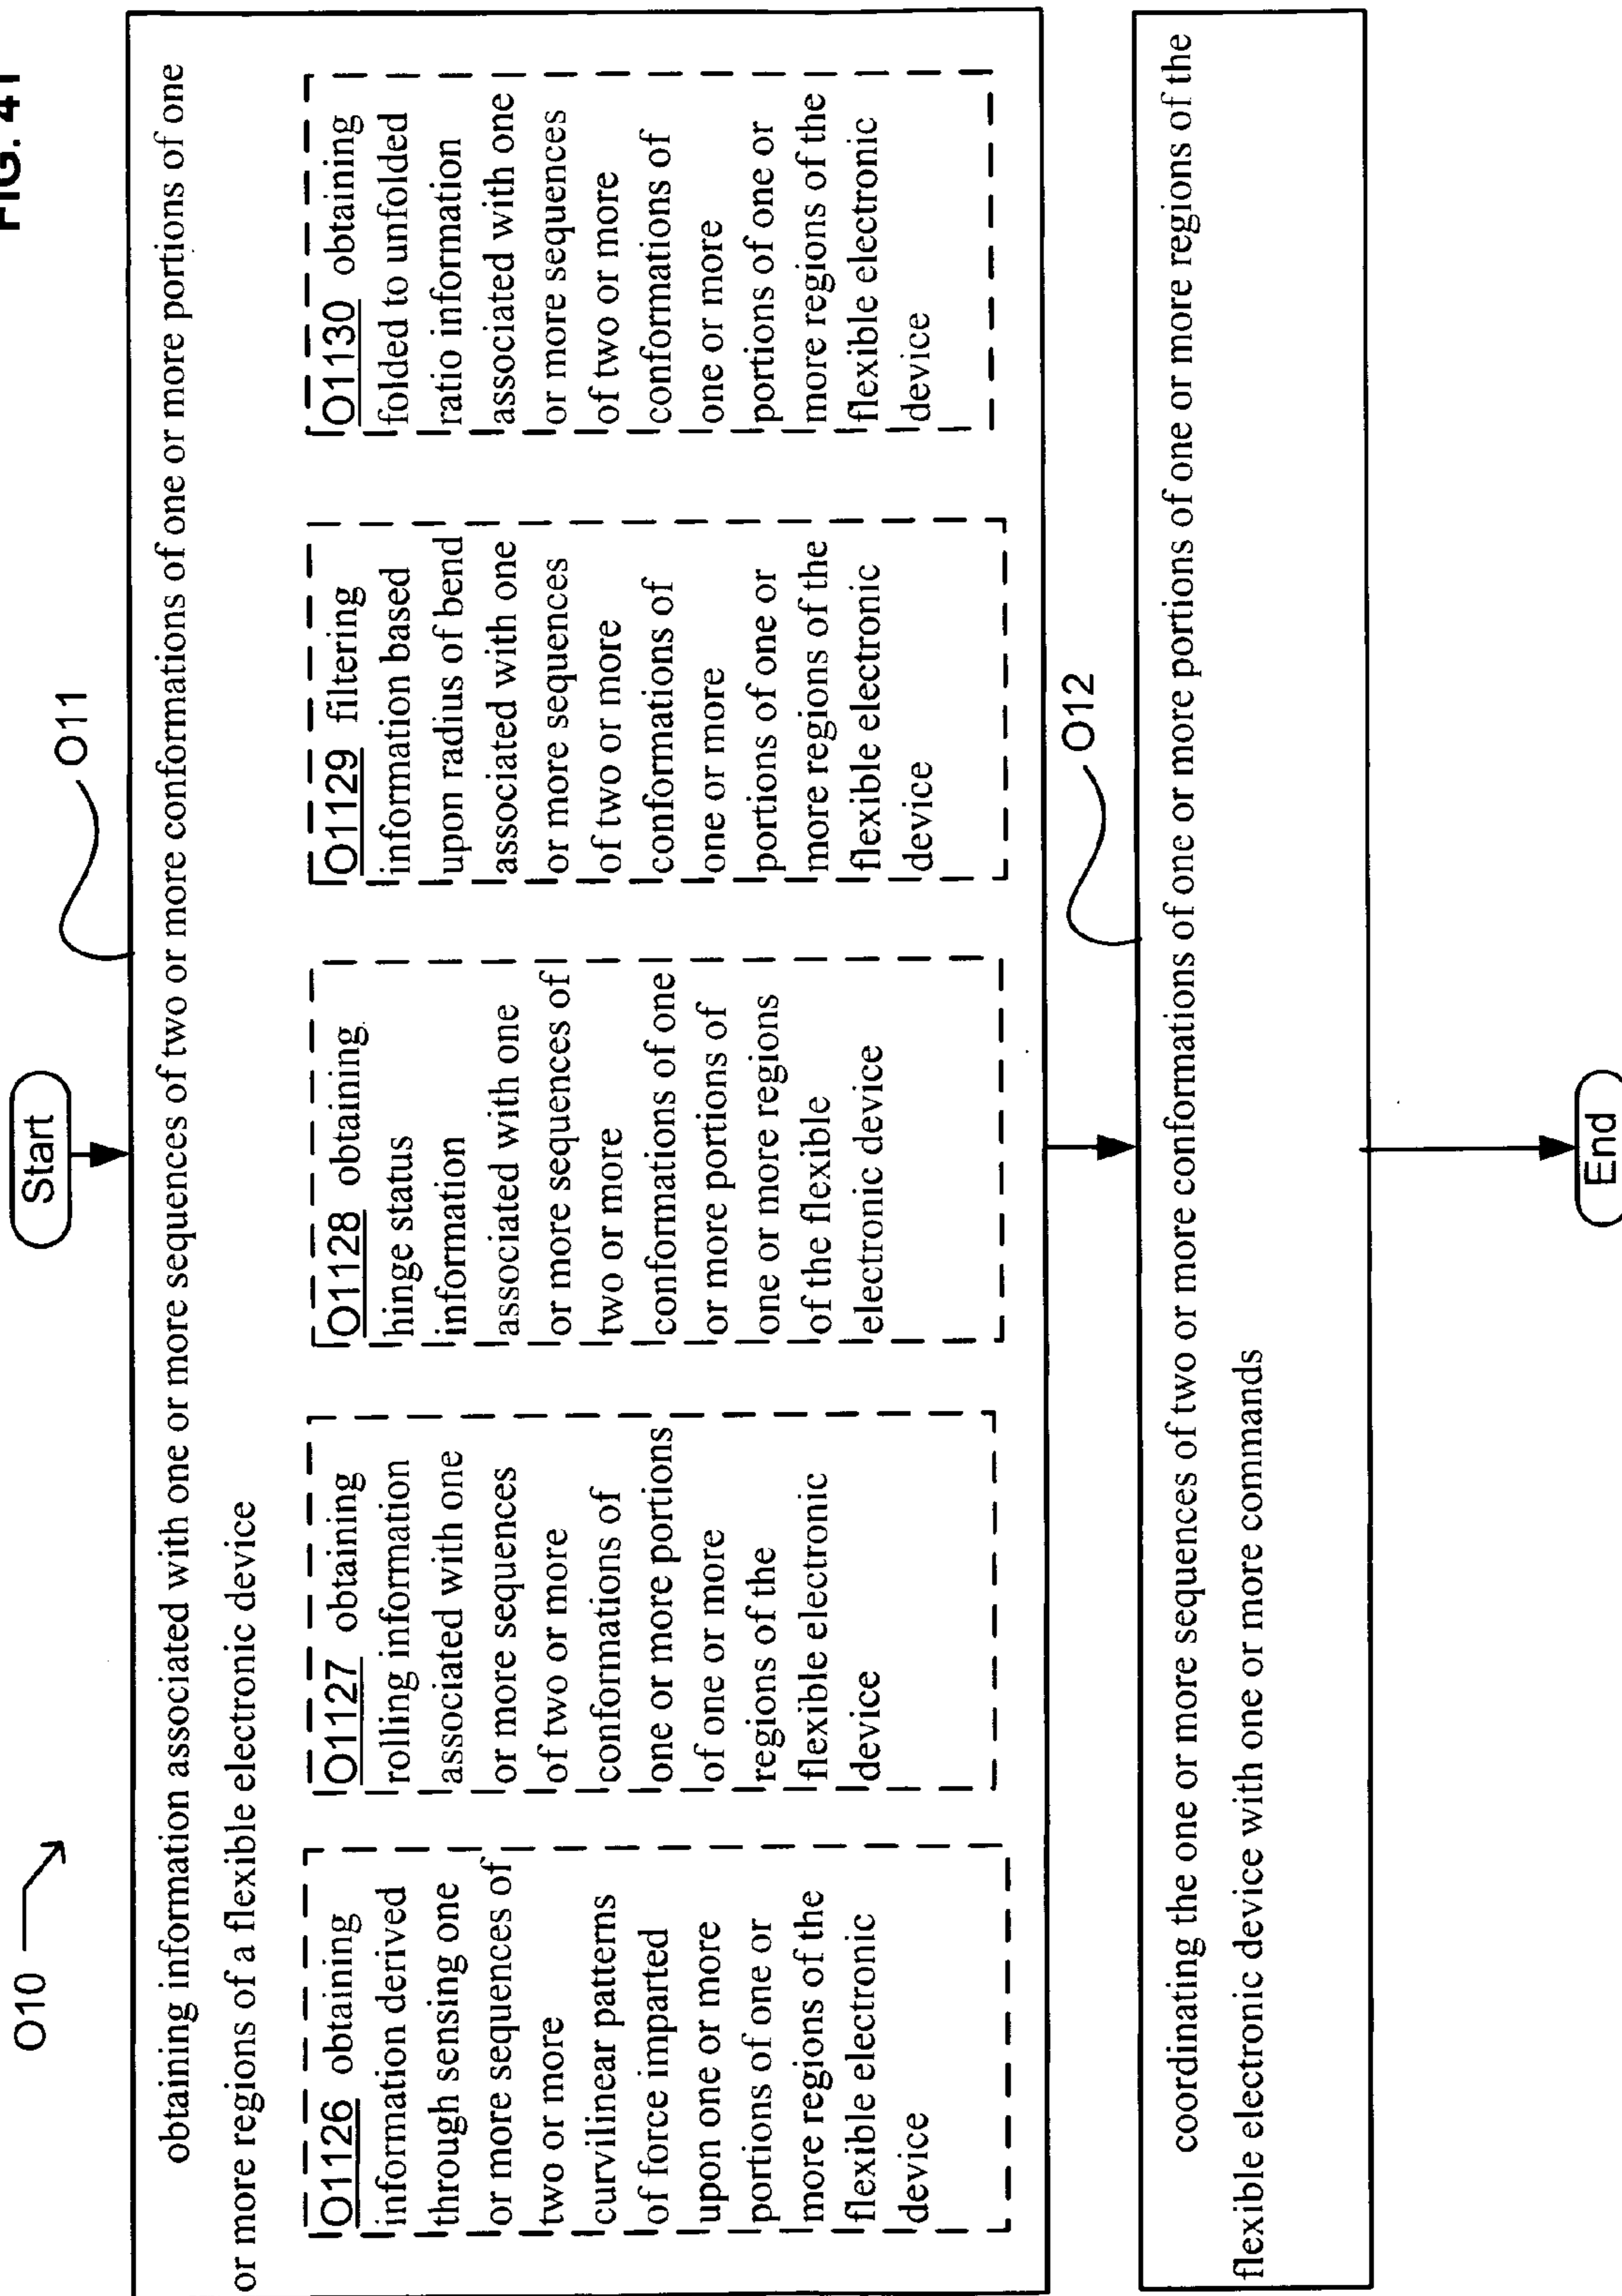 FIG. 41
O10
Start
O11
obtaining information associated with one or more sequences of two or more conformations of one or more portions of one
or more regions of a flexible electronic device
O1126 obtaining
information derived
through sensing one
or more sequences of
two or more
curvilinear patterns
of force imparted
upon one or more
portions of one or
more regions of the
flexible electronic
device
O1127 obtaining
rolling information
associated with one
or more sequences
of two or more
conformations of
one or more portions
of one or more
regions of the
flexible electronic
device
O1128 obtaining
hinge status
information
associated with one
or more sequences of
two or more
conformations of one
or more portions of
one or more regions
of the flexible
electronic device
O1129 filtering
information based
upon radius of bend
associated with one
or more sequences
of two or more
conformations of
one or more
portions of one or
more regions of the
flexible electronic
device
O1130 obtaining
folded to unfolded
ratio information
associated with one
or more sequences
of two or more
conformations of
one or more
portions of one or
more regions of the
flexible electronic
device
O12
coordinating the one or more sequences of two or more conformations of one or more portions of one or more regions of the
flexible electronic device with one or more commands
End